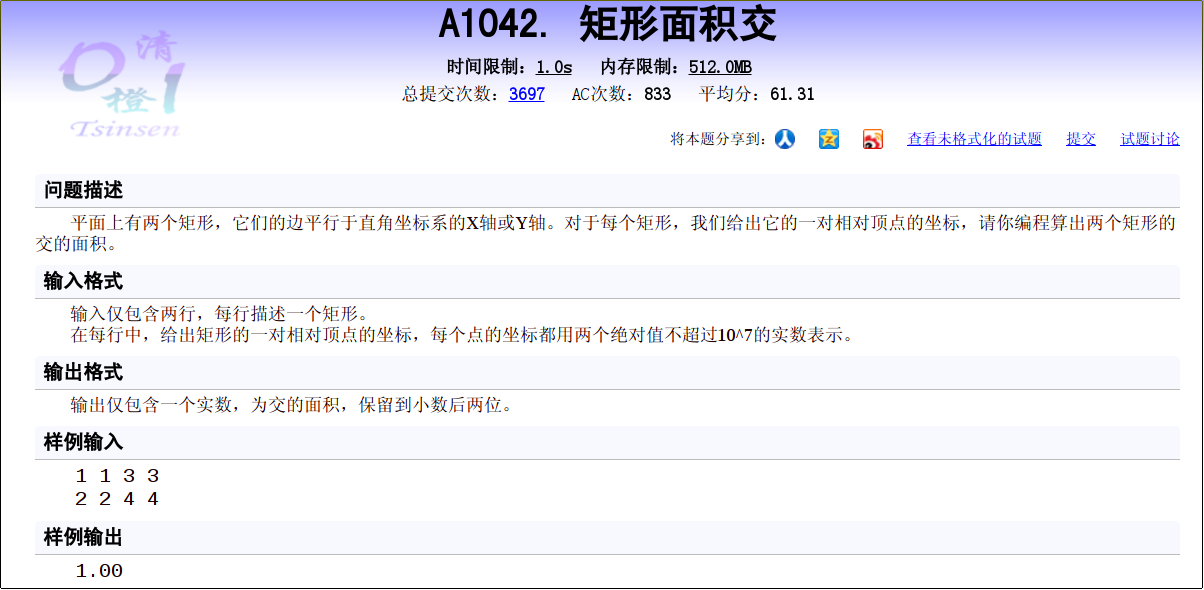 A1042. 矩形面积交
时间限制：1.0s 内存限制：512.0MB
总提交次数：3697 AC次数：833 平均分：61.31
清
橙
Tsinsen
将本题分享到： 查看未格式化的试题 提交 试题讨论
问题描述
平面上有两个矩形，它们的边平行于直角坐标系的X轴或Y轴。对于每个矩形，我们给出它的一对相对顶点的坐标，请你编程算出两个矩形的
交的面积。
输入格式
输入仅包含两行，每行描述一个矩形。
在每行中，给出矩形的一对相对顶点的坐标，每个点的坐标都用两个绝对值不超过10^7的实数表示。
输出格式
输出仅包含一个实数，为交的面积，保留到小数后两位。
样例输入
1 1 3 3
2 2 4 4
样例输出
1.00